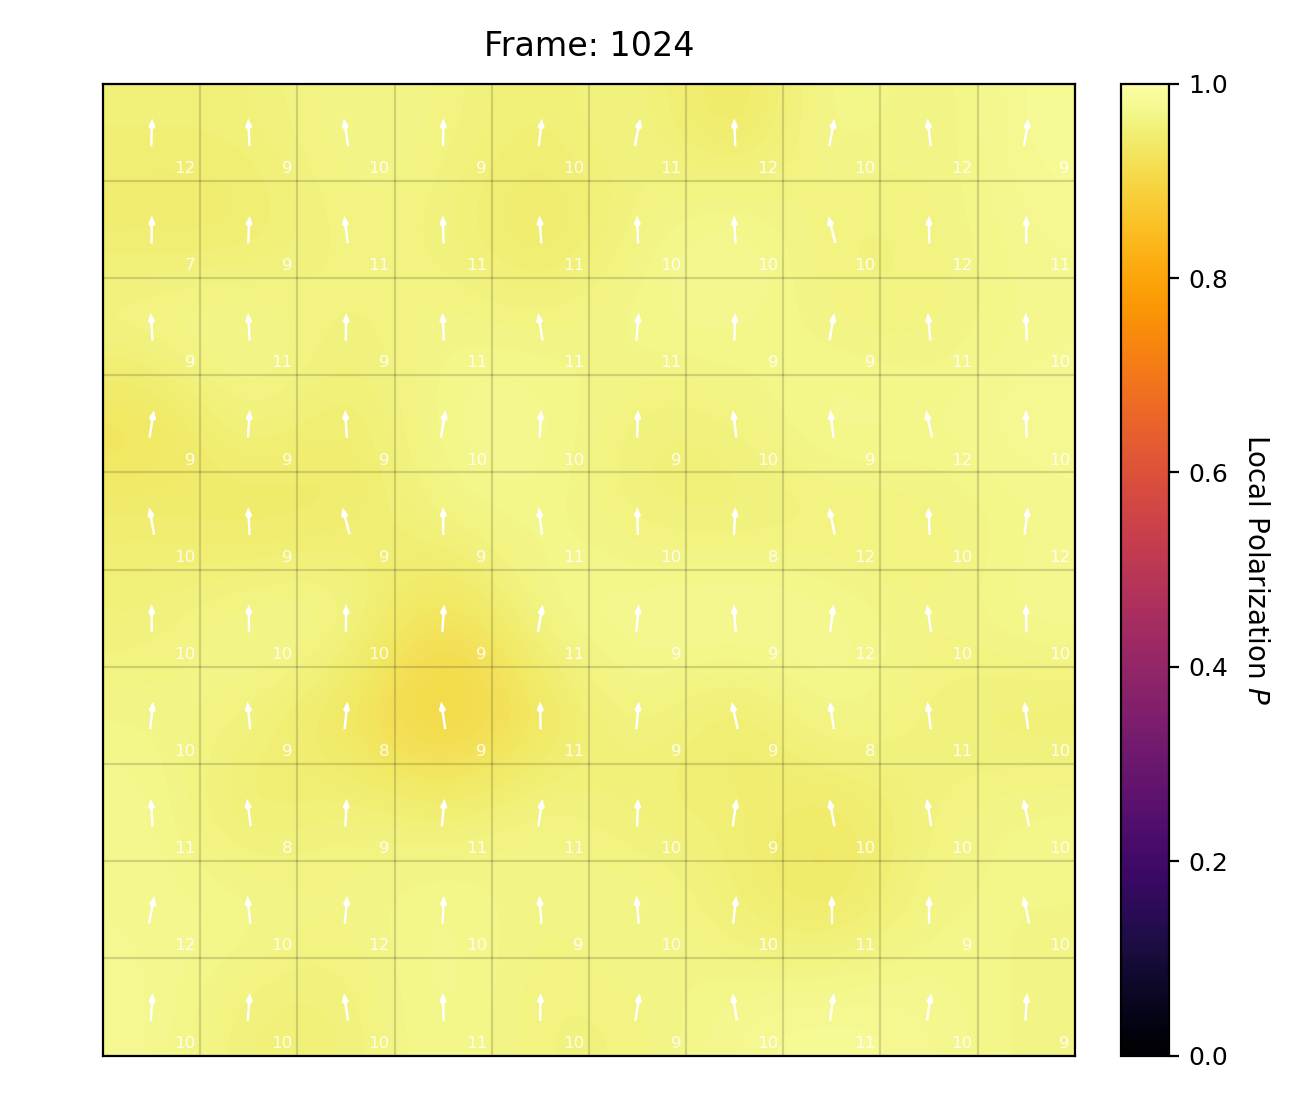 Frame: 1024
1.0
12 9 10 9 10 11 12 10 12 9
7 9 11 11 11 10 10 10 12 11
0.8
9 11 9 11 11 11 9 9 11 10
9 9 9 10 10 9 10 9 12 10
0.6
10 9 9 9 11 10 8 12 10 12
10 10 10 9 11 9 9 12 10 10
0.4
10 9 8 9 11 9 9 8 11 10
11 8 9 11 11 10 9 10 10 10
0.2
12 10 12 10 9 10 10 11 9 10
10 10 10 11 10 9 10 11 10 9
0.0
Local Polarization P